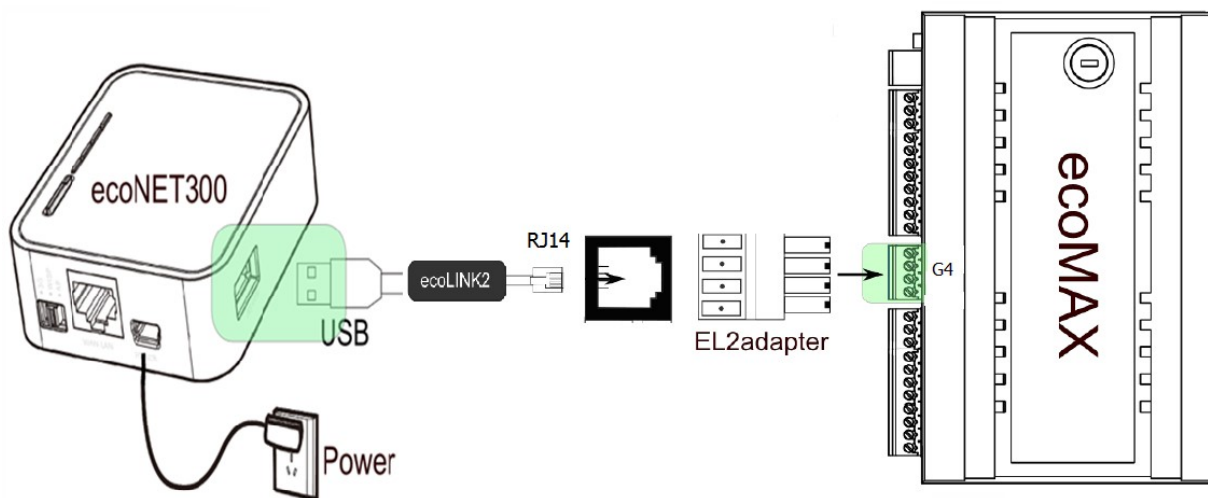 ecoNET300
USB
ecoLINK2
RJ14
EL2adapter
G4
ecoMAX
Power